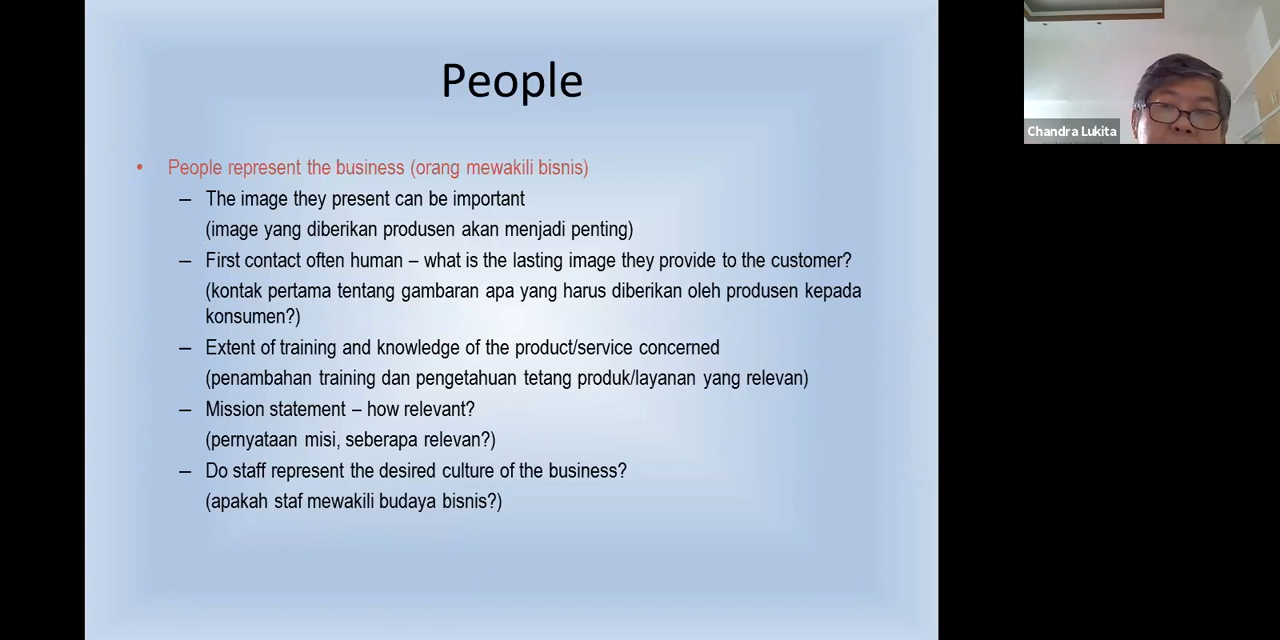 People
• People represent the business (orang mewakili bisnis)
– The image they present can be important
(image yang diberikan produsen akan menjadi penting)
– First contact often human – what is the lasting image they provide to the customer?
(kontak pertama tentang gambaran apa yang harus diberikan oleh produsen kepada
konsumen?)
– Extent of training and knowledge of the product/service concerned
(penambahan training dan pengetahuan tetang produk/layanan yang relevan)
– Mission statement – how relevant?
(pernyataan misi, seberapa relevan?)
– Do staff represent the desired culture of the business?
(apakah staf mewakili budaya bisnis?)
Chandra Lukita